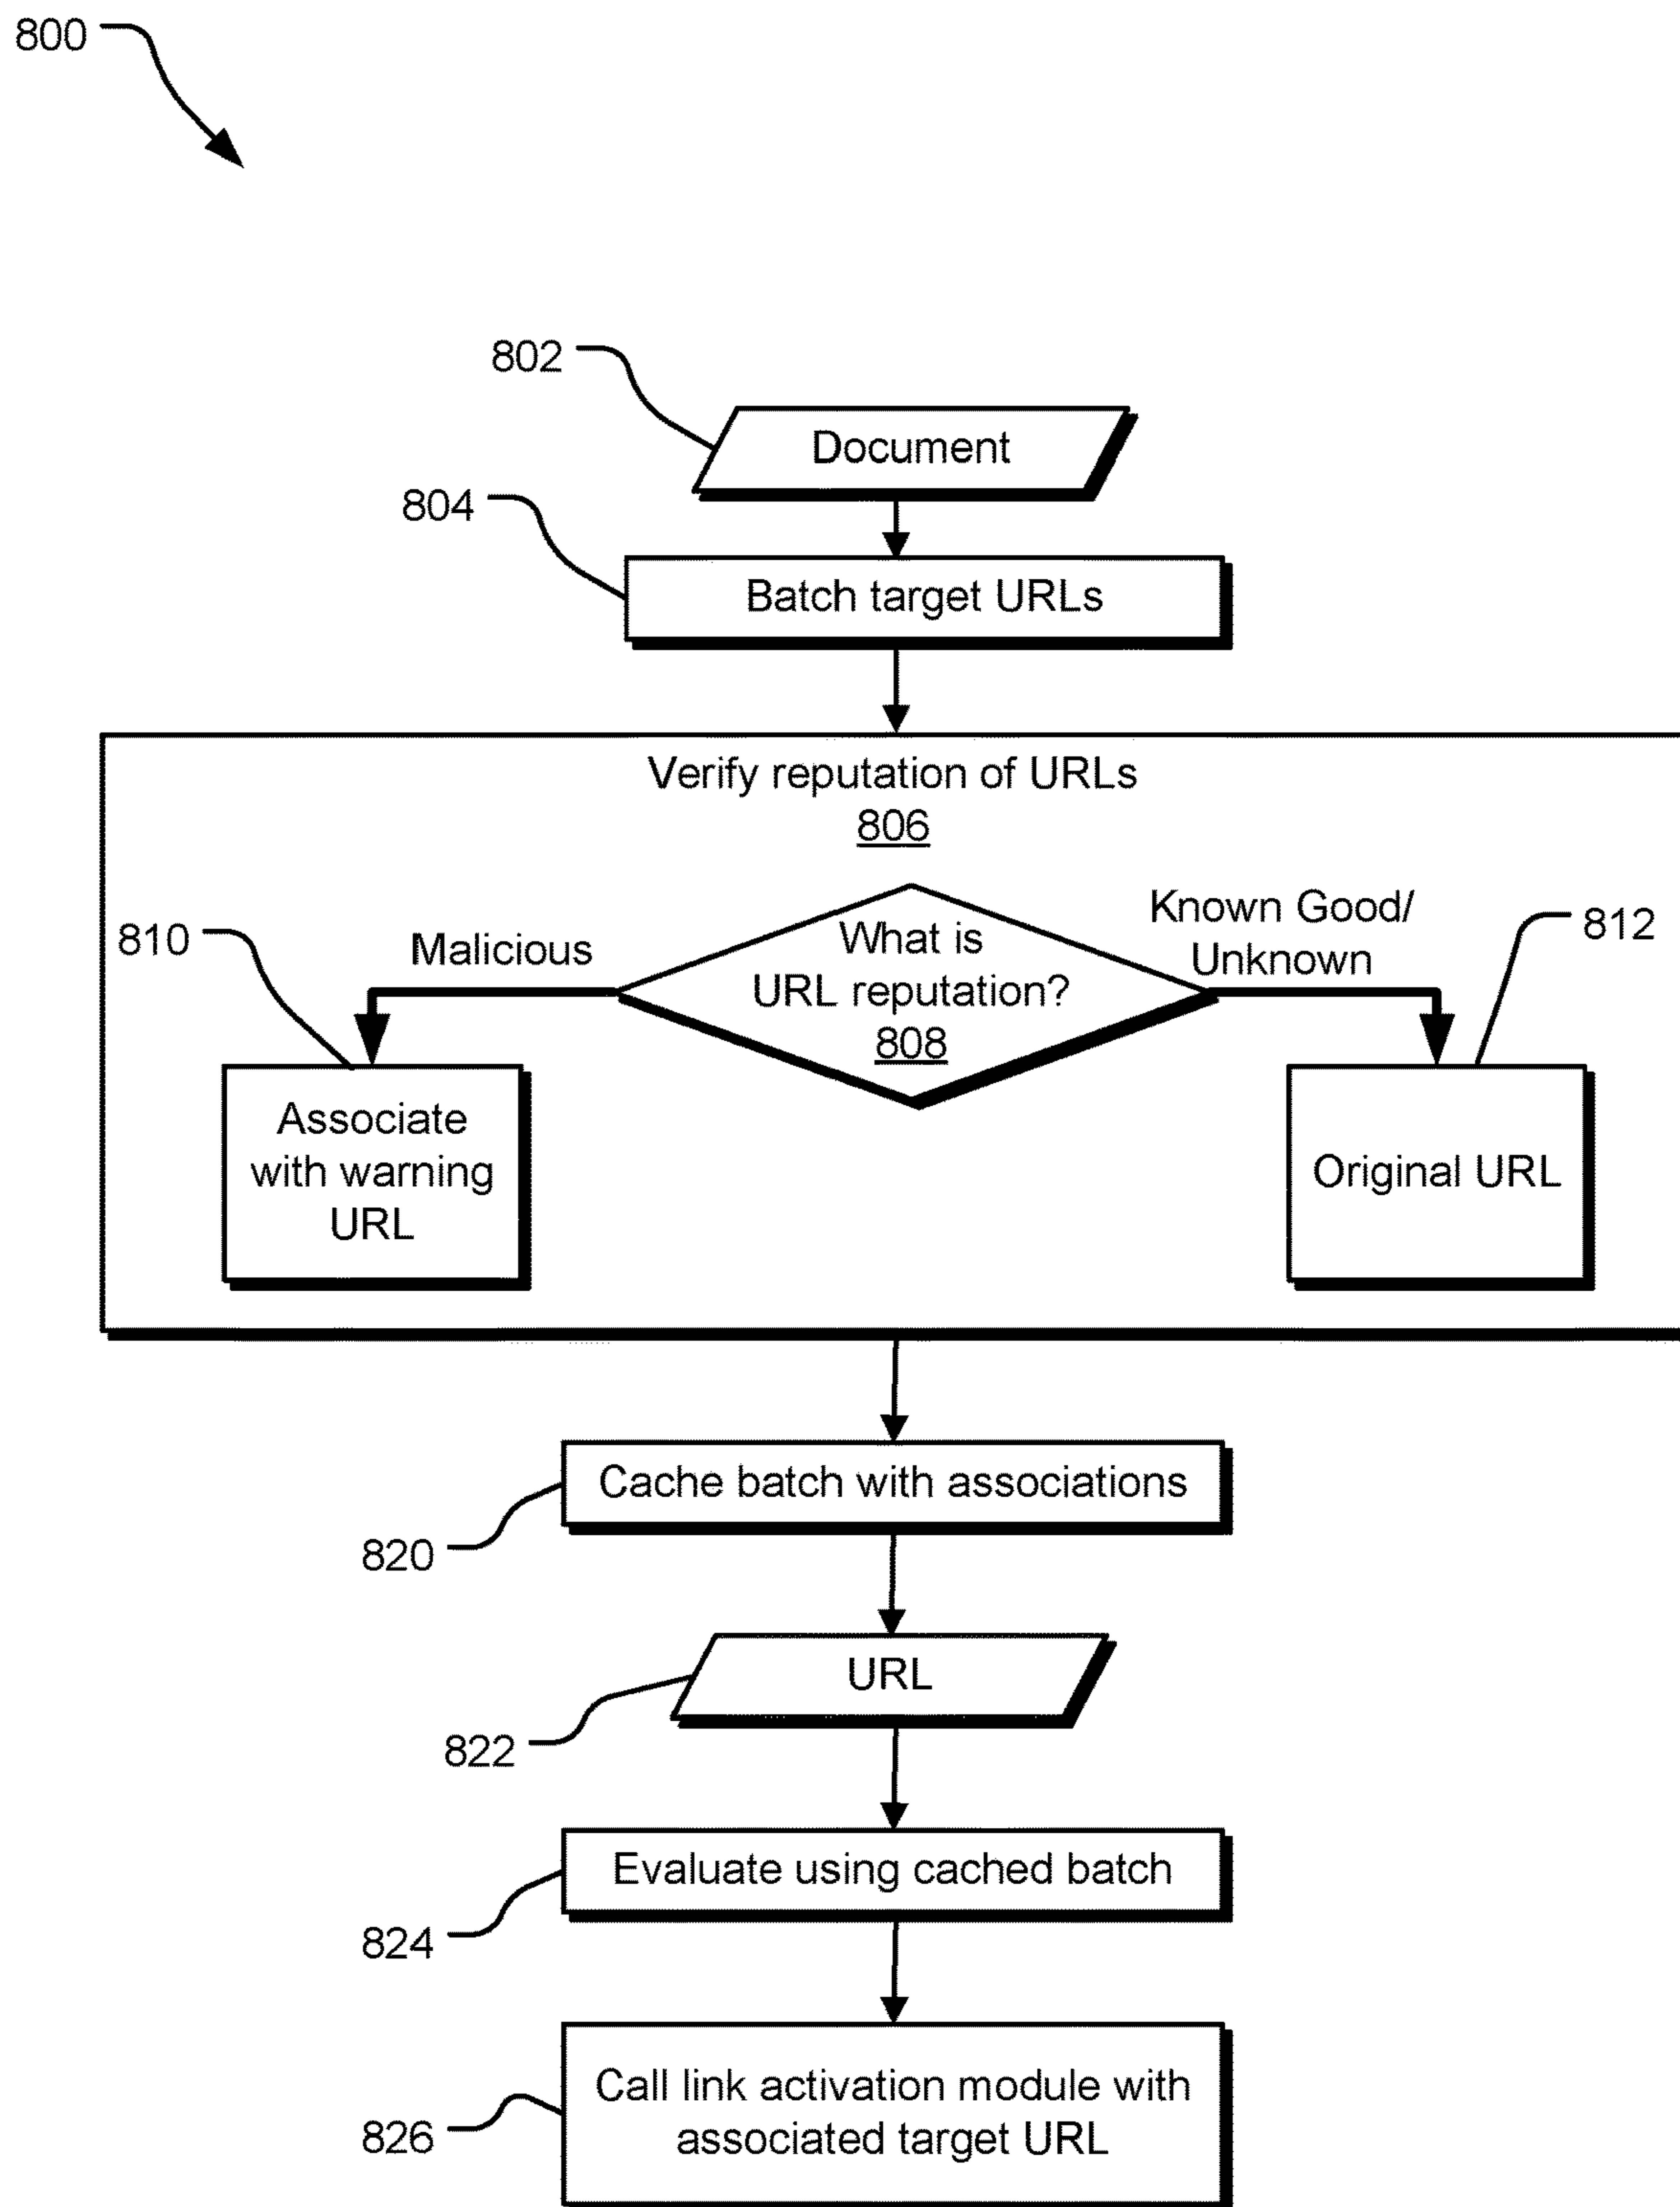 800
802
Document
804
Batch target URLs
Verify reputation of URLs
806
810
Malicious
What is
URL reputation?
808
Known Good/
Unknown
812
Associate
with warning
URL
Original URL
Cache batch with associations
820
URL
822
Evaluate using cached batch
824
Call link activation module with
associated target URL
826